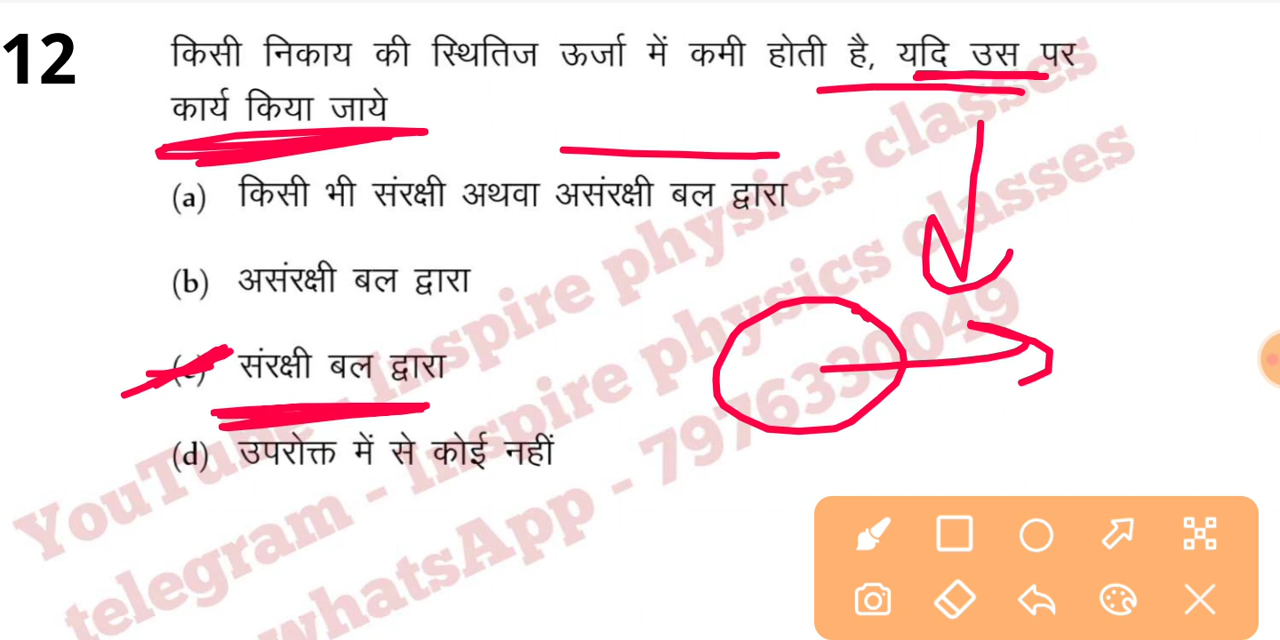 12
किसी निकाय की स्थितिज ऊर्जा में कमी होती है, यदि उस पर
कार्य किया जाये
(a) किसी भी संरक्षी अथवा असंरक्षी बल द्वारा
(b) असंरक्षी बल द्वारा
(c) संरक्षी बल द्वारा
(d) उपरोक्त में से कोई नहीं
YouTube - Inspire physics classes
telegram - Inspire physics classes
whatsApp - 7976330049